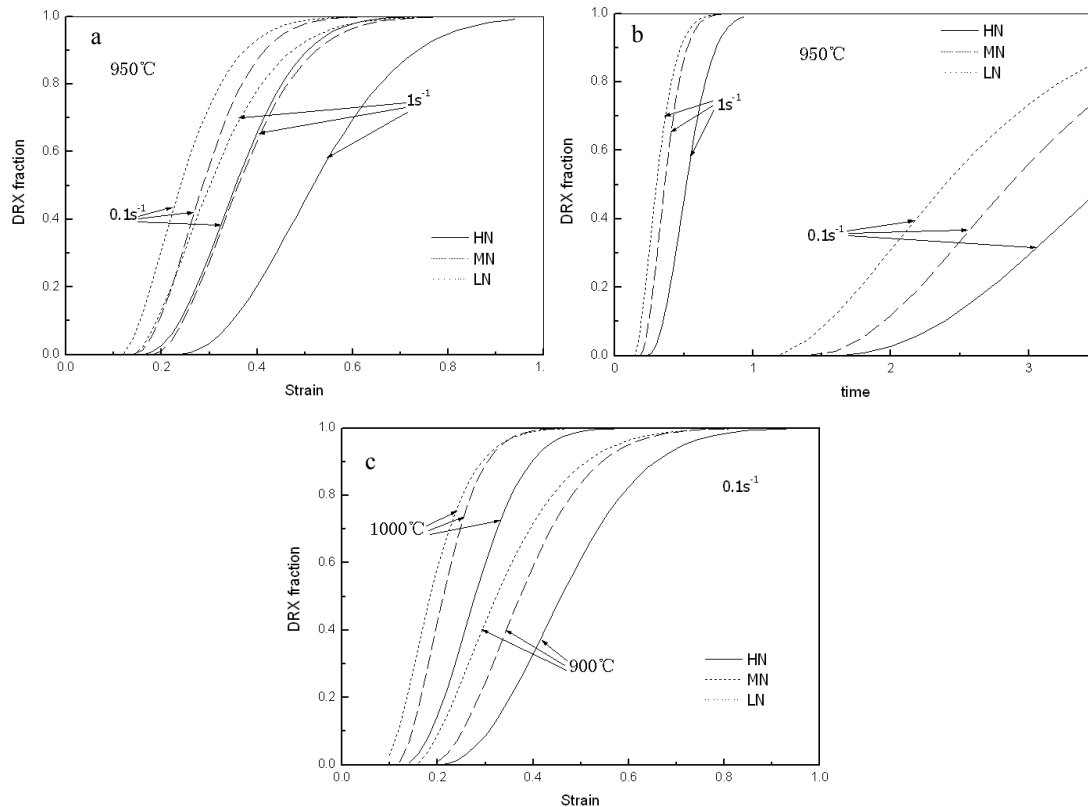 a
950℃
1s⁻¹
0.1s⁻¹
HN
MN
LN
DRX fraction
1.0
0.8
0.6
0.4
0.2
0.0
0.0 0.2 0.4 0.6 0.8 1.
Strain
b
950℃
HN
MN
LN
1s⁻¹
0.1s⁻¹
DRX fraction
1.0
0.8
0.6
0.4
0.2
0.0
0 1 2 3
time
c
0.1s⁻¹
1000℃
900℃
HN
MN
LN
DRX fraction
1.0
0.8
0.6
0.4
0.2
0.0
0.0 0.2 0.4 0.6 0.8 1.0
Strain